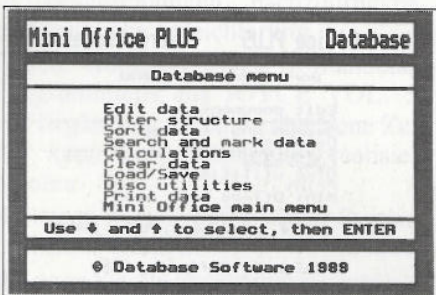 Mini Office PLUS Database
Database menu
Edit data
Alter structure
Sort data
Search and mark data
Calculations
Clear data
Load/Save
Disc utilities
Print data
Mini Office main menu
Use ↓ and ↑ to select, then ENTER
© Database Software 1989